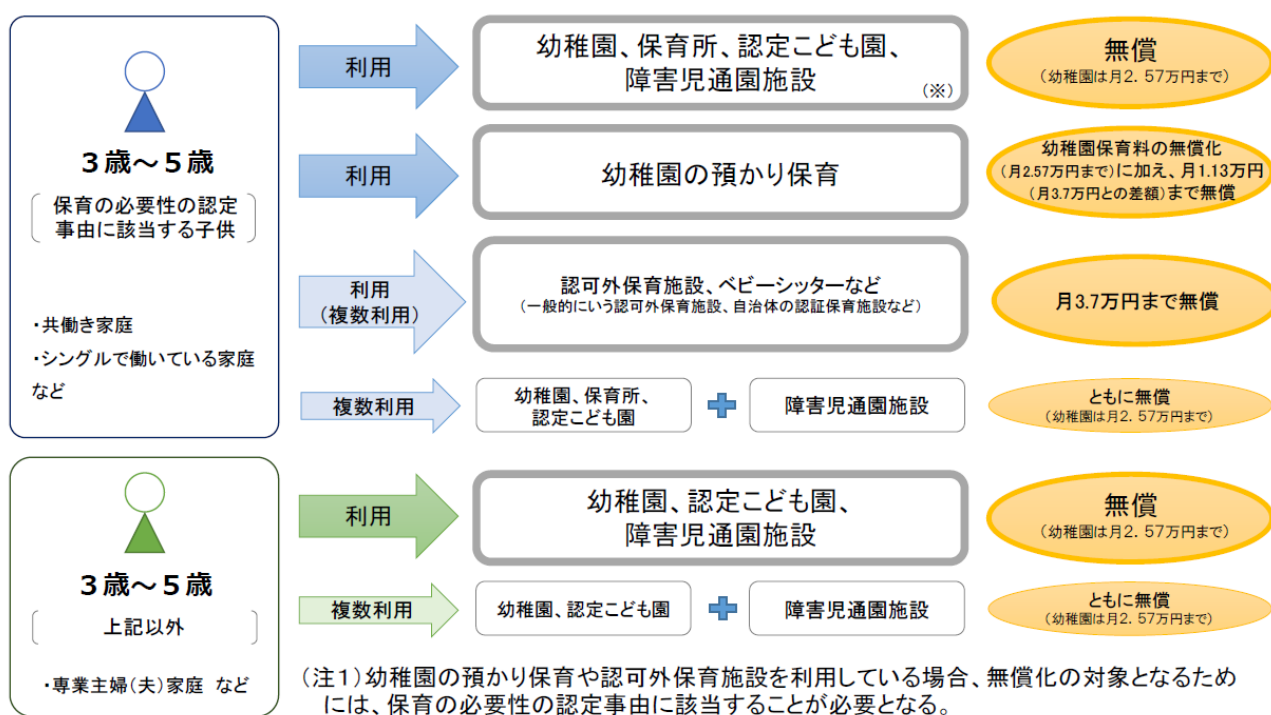 3歳～5歳
保育の必要性の認定
事由に該当する子供
・共働き家庭
・シングルで働いている家庭
など
利用
幼稚園、保育所、認定こども園、
障害児通園施設
(※)
無償
(幼稚園は月2.57万円まで)
利用
幼稚園の預かり保育
幼稚園保育料の無償化
(月2.57万円まで)に加え、月1.13万円
(月3.7万円との差額)まで無償
利用
(複数利用)
認可外保育施設、ベビーシッターなど
(一般的にいう認可外保育施設、自治体の認証保育施設など)
月3.7万円まで無償
複数利用
幼稚園、保育所、
認定こども園
障害児通園施設
ともに無償
(幼稚園は月2.57万円まで)
3歳～5歳
上記以外
・専業主婦(夫)家庭 など
利用
幼稚園、認定こども園、
障害児通園施設
無償
(幼稚園は月2.57万円まで)
複数利用
幼稚園、認定こども園
障害児通園施設
ともに無償
(幼稚園は月2.57万円まで)
(注1)幼稚園の預かり保育や認可外保育施設を利用している場合、無償化の対象となるため
には、保育の必要性の認定事由に該当することが必要となる。